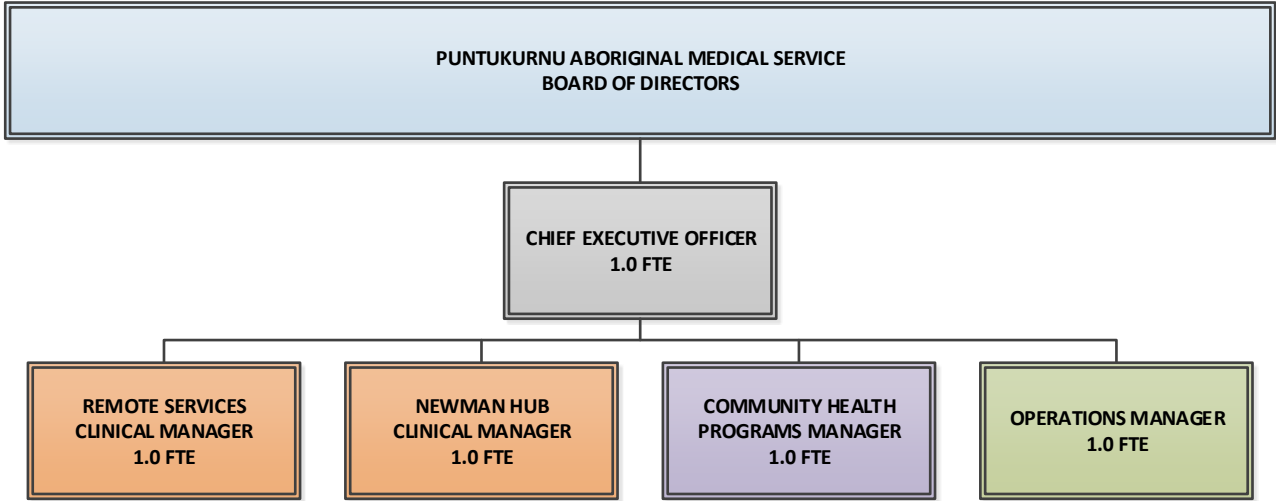 PUNTUKURNU ABORIGINAL MEDICAL SERVICE
BOARD OF DIRECTORS
CHIEF EXECUTIVE OFFICER
1.0 FTE
REMOTE SERVICES
CLINICAL MANAGER
1.0 FTE
NEWMAN HUB
CLINICAL MANAGER
1.0 FTE
COMMUNITY HEALTH
PROGRAMS MANAGER
1.0 FTE
OPERATIONS MANAGER
1.0 FTE